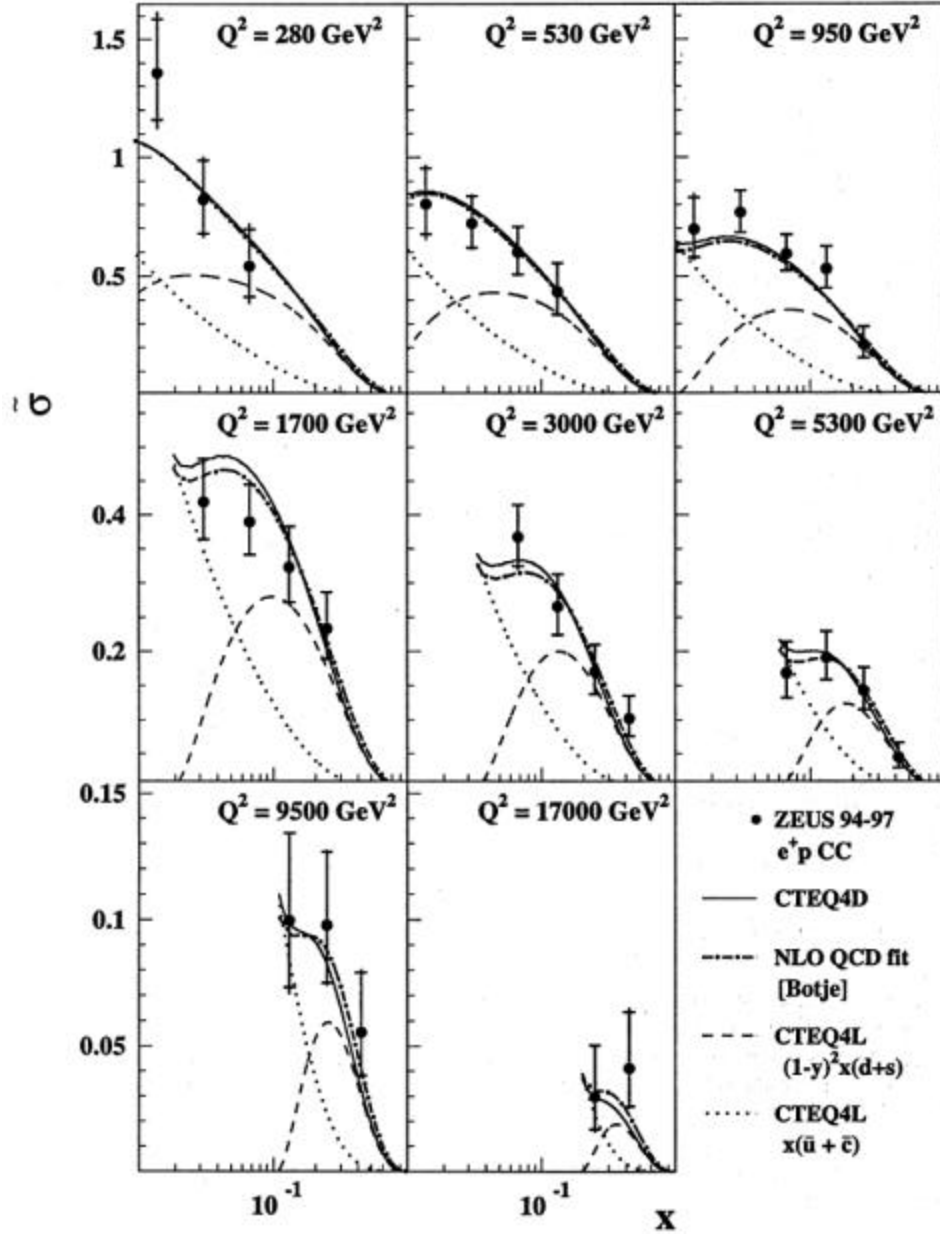 Q² = 280 GeV²
Q² = 530 GeV²
Q² = 950 GeV²
1.5
1
0.5
σ̃
Q² = 1700 GeV²
Q² = 3000 GeV²
Q² = 5300 GeV²
0.4
0.2
Q² = 9500 GeV²
Q² = 17000 GeV²
0.15
0.1
0.05
10⁻¹
10⁻¹
x
ZEUS 94-97
e⁺p CC
CTEQ4D
NLO QCD fit
[Botje]
CTEQ4L
(1-y)²x(d+s)
CTEQ4L
x(ū + c̄)